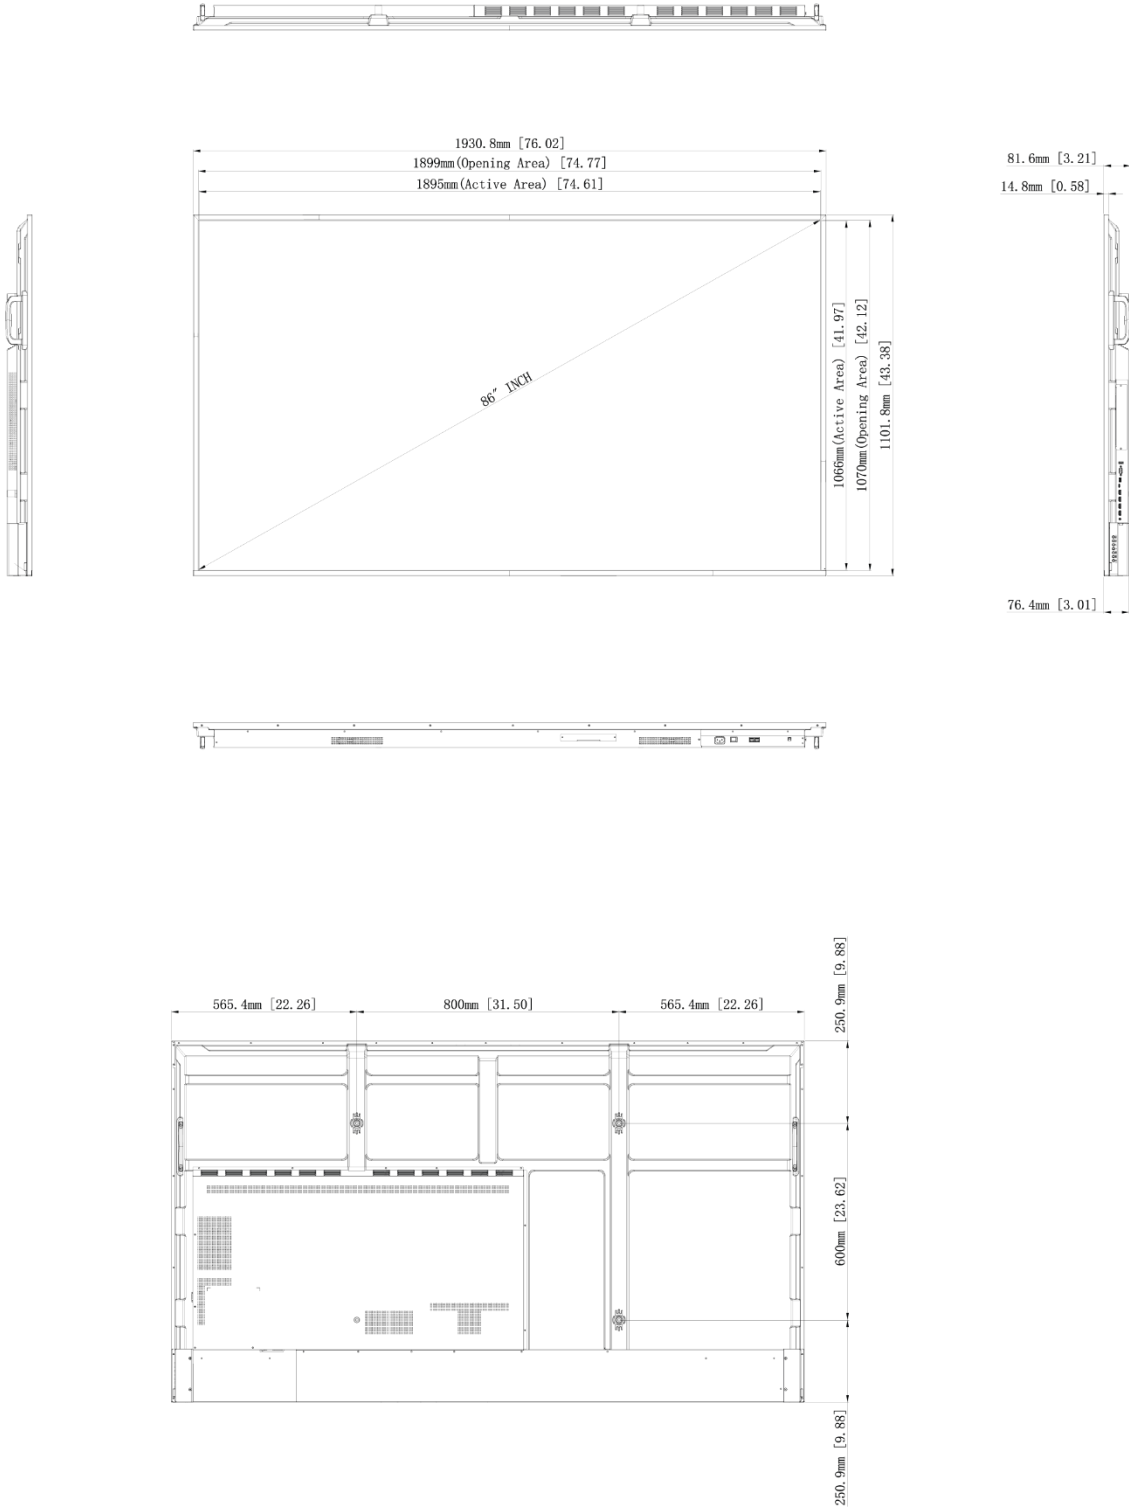 1930.8mm [76.02]
1899mm(Opening Area) [74.77]
1895mm(Active Area) [74.61]
81.6mm [3.21]
14.8mm [0.58]
86" INCH
1066mm(Active Area) [41.97]
1070mm(Opening Area) [42.12]
1101.8mm [43.38]
76.4mm [3.01]
565.4mm [22.26]
800mm [31.50]
565.4mm [22.26]
250.9mm [9.88]
600mm [23.62]
250.9mm [9.88]